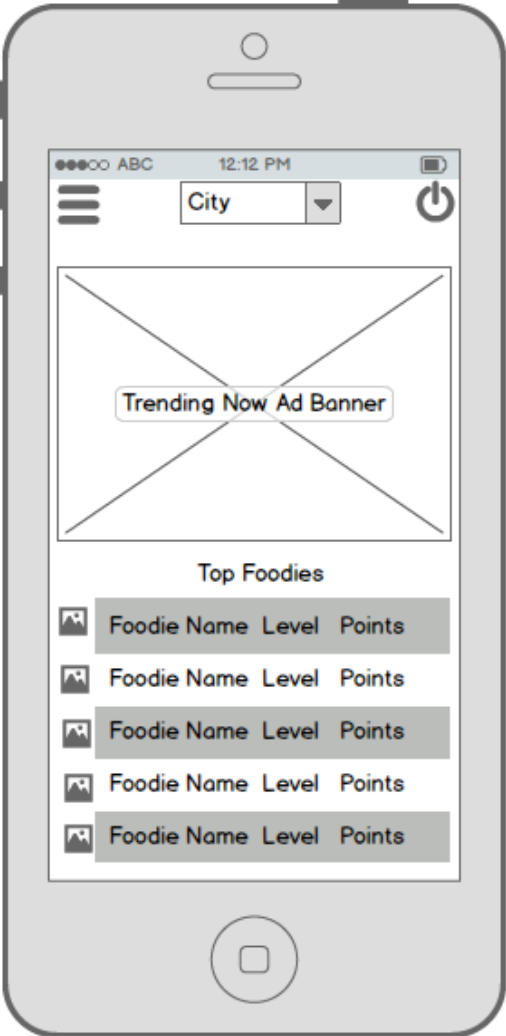 ABC 12:12 PM
City
Trending Now Ad Banner
Top Foodies
Foodie Name Level Points
Foodie Name Level Points
Foodie Name Level Points
Foodie Name Level Points
Foodie Name Level Points